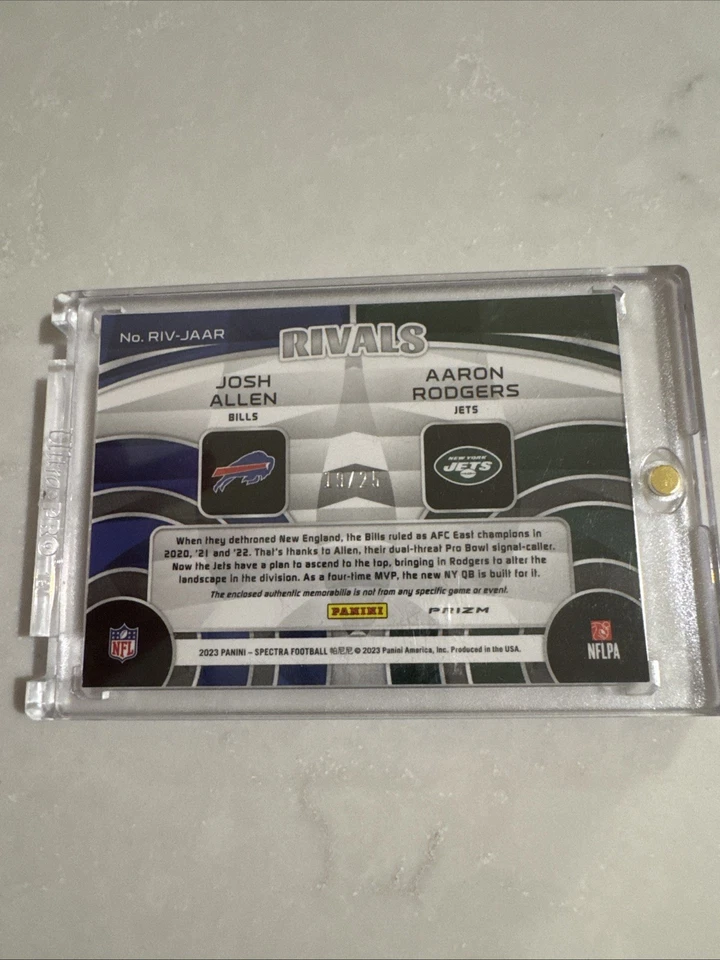 No. RIV-JAAR
RIVALS
JOSH
ALLEN
BILLS
AARON
RODGERS
JETS
NEW YORK
JETS
When they dethroned New England, the Bills ruled as AFC East champions in
2020, '21 and '22. That's thanks to Allen, their dual-threat Pro Bowl signal-caller.
Now the Jets have a plan to ascend to the top, bringing in Rodgers to alter the
landscape in the division. As a four-time MVP, the new NY QB is built for it.
The enclosed authentic memorabilia is not from any specific game or event.
PANINI
PRIZM
NFL
2023 PANINI – SPECTRA FOOTBALL 帕尼尼 © 2023 Panini America, Inc. Produced in the USA.
NFLPA